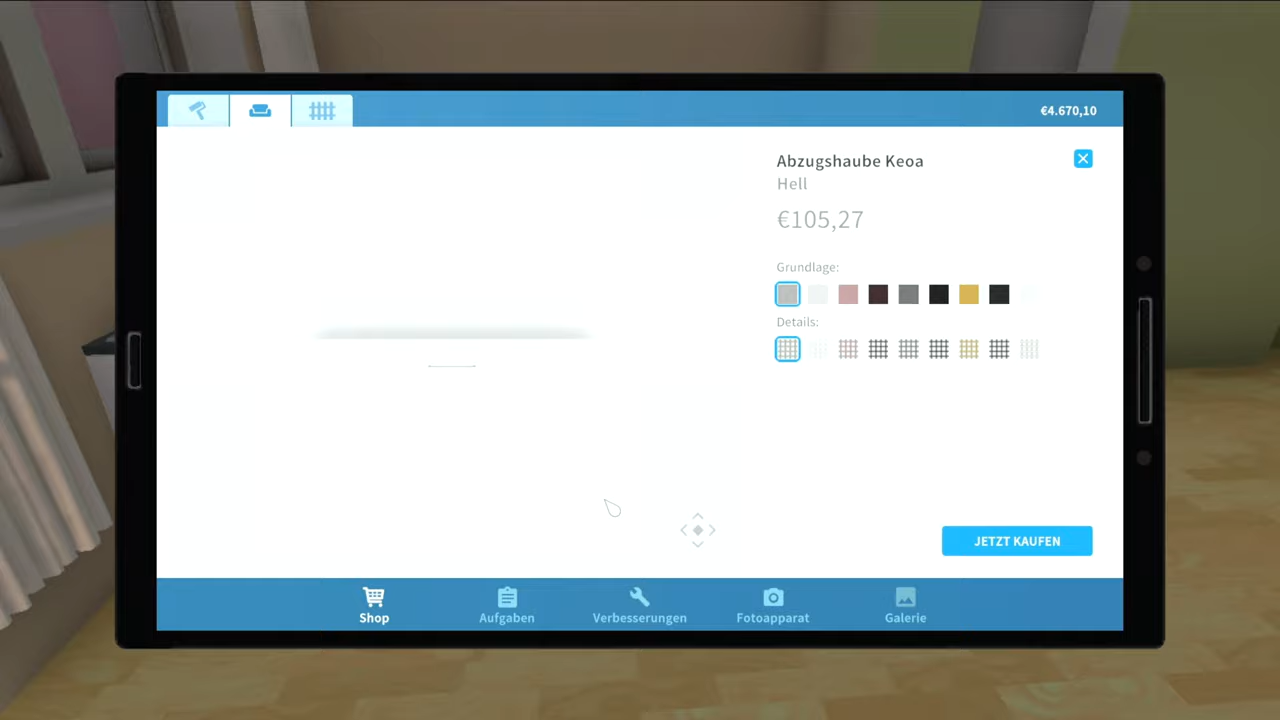 €4.670,10
Abzugshaube Keoa
Hell
€105,27
Grundlage:
Details:
JETZT KAUFEN
Shop
Aufgaben
Verbesserungen
Fotoapparat
Galerie